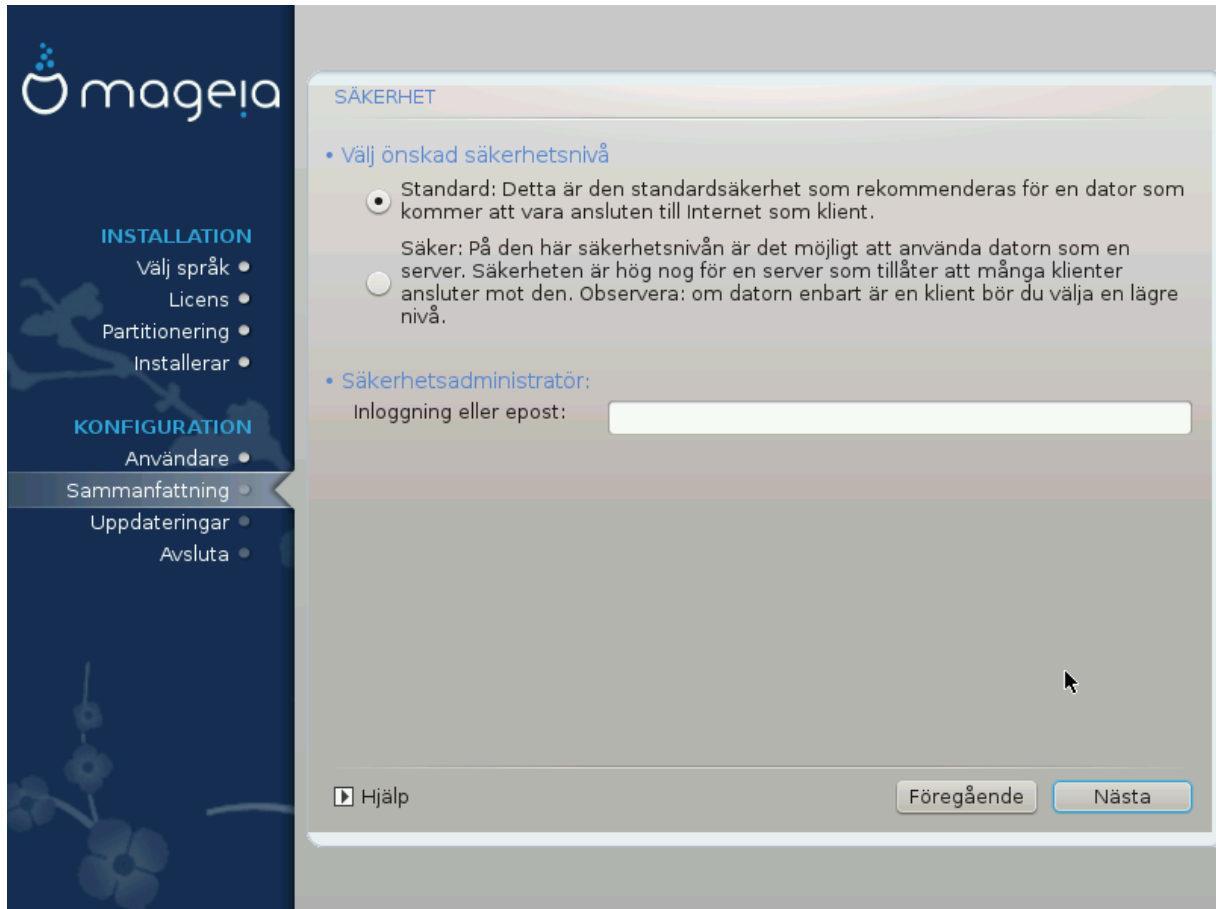 mageia
INSTALLATION
Välj språk
Licens
Partitionering
Installerar
KONFIGURATION
Användare
Sammanfattning
Uppdateringar
Avsluta
SÄKERHET
• Välj önskad säkerhetsnivå
Standard: Detta är den standardsäkerhet som rekommenderas för en dator som
kommer att vara ansluten till Internet som klient.
Säker: På den här säkerhetsnivån är det möjligt att använda datorn som en
server. Säkerheten är hög nog för en server som tillåter att många klienter
ansluter mot den. Observera: om datorn enbart är en klient bör du välja en lägre
nivå.
• Säkerhetsadministratör:
Inloggning eller epost:
Hjälp
Föregående
Nästa